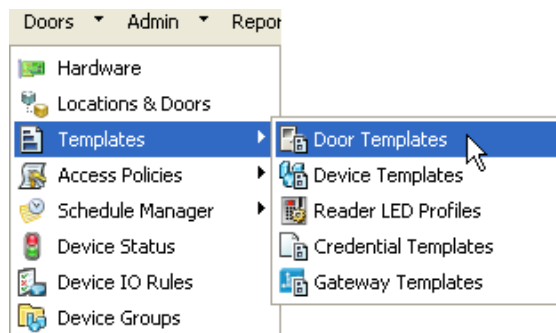 Doors Admin
Hardware
Locations & Doors
Templates
Door Templates
Access Policies
Device Templates
Schedule Manager
Reader LED Profiles
Device Status
Credential Templates
Device IO Rules
Gateway Templates
Device Groups